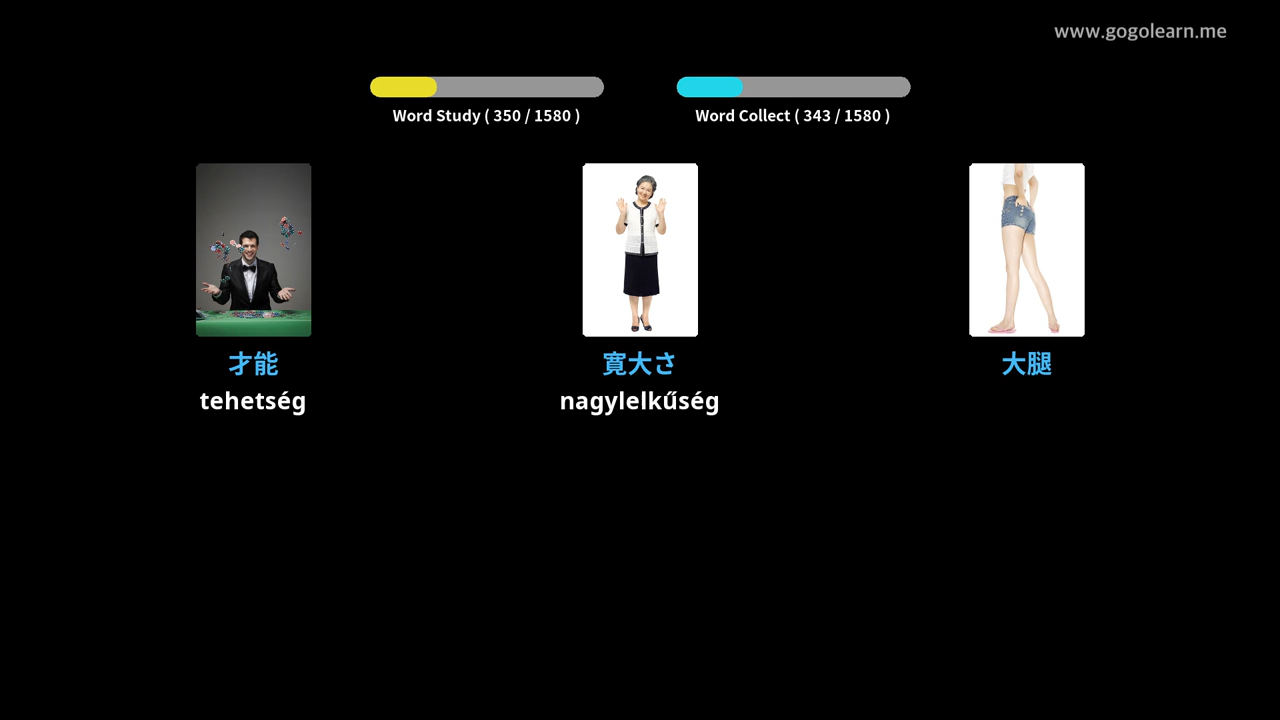 www.gogolearn.me
Word Study ( 350 / 1580 )
Word Collect ( 343 / 1580 )
才能
tehetség
寛大さ
nagylelkűség
大腿